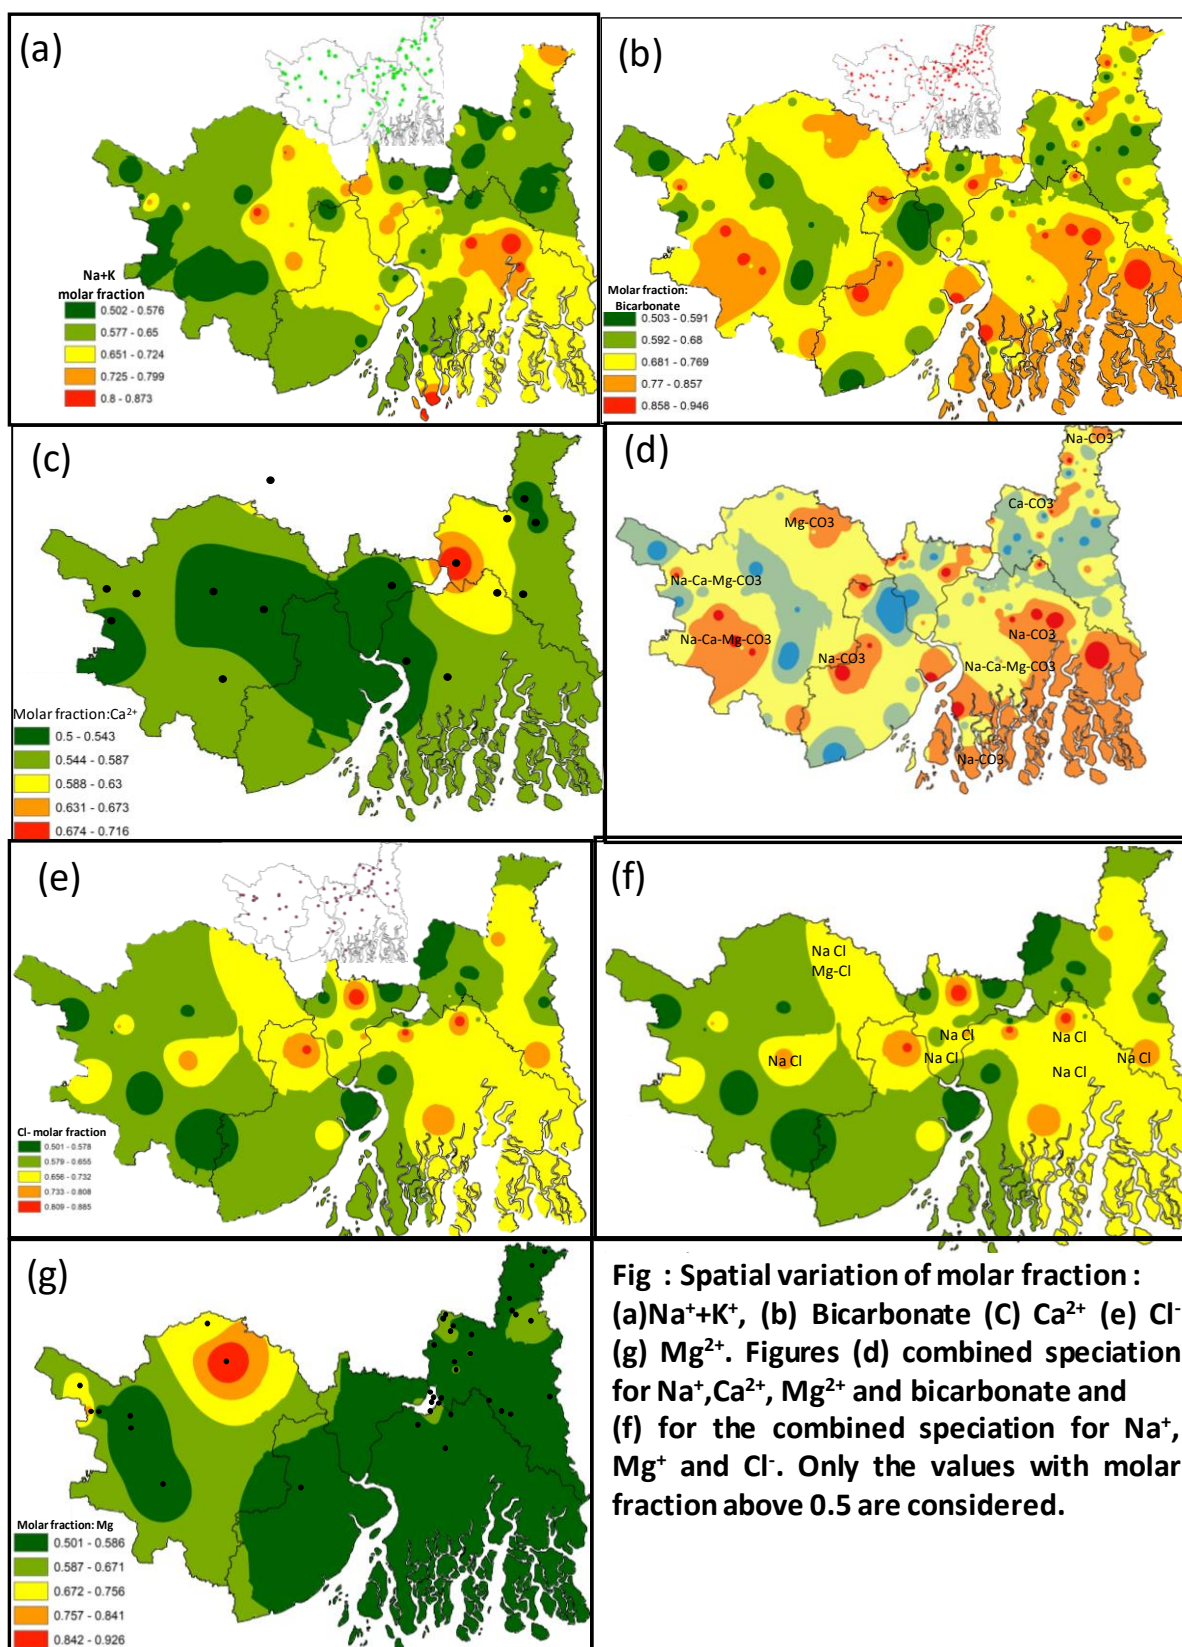 (a)
Na+K
molar fraction
0.502 - 0.576
0.577 - 0.65
0.651 - 0.724
0.725 - 0.799
0.8 - 0.873
(b)
Molar fraction:
Bicarbonate
0.503 - 0.591
0.592 - 0.68
0.681 - 0.769
0.77 - 0.857
0.858 - 0.946
(c)
Molar fraction:Ca²⁺
0.5 - 0.543
0.544 - 0.587
0.588 - 0.63
0.631 - 0.673
0.674 - 0.716
(d)
Na-CO3
Ca-CO3
Mg-CO3
Na-Ca-Mg-CO3
Na-Ca-Mg-CO3
Na-CO3
Na-CO3
Na-Ca-Mg-CO3
Na-CO3
(e)
Cl- molar fraction
0.501 - 0.578
0.579 - 0.655
0.656 - 0.732
0.733 - 0.808
0.809 - 0.885
(f)
Na Cl
Mg-Cl
Na Cl
Na Cl
Na Cl
Na Cl
Na Cl
Na Cl
(g)
Molar fraction: Mg
0.501 - 0.586
0.587 - 0.671
0.672 - 0.756
0.757 - 0.841
0.842 - 0.926
Fig : Spatial variation of molar fraction :
(a)Na⁺+K⁺, (b) Bicarbonate (C) Ca²⁺ (e) Cl⁻
(g) Mg²⁺. Figures (d) combined speciation
for Na⁺,Ca²⁺, Mg²⁺ and bicarbonate and
(f) for the combined speciation for Na⁺,
Mg⁺ and Cl⁻. Only the values with molar
fraction above 0.5 are considered.